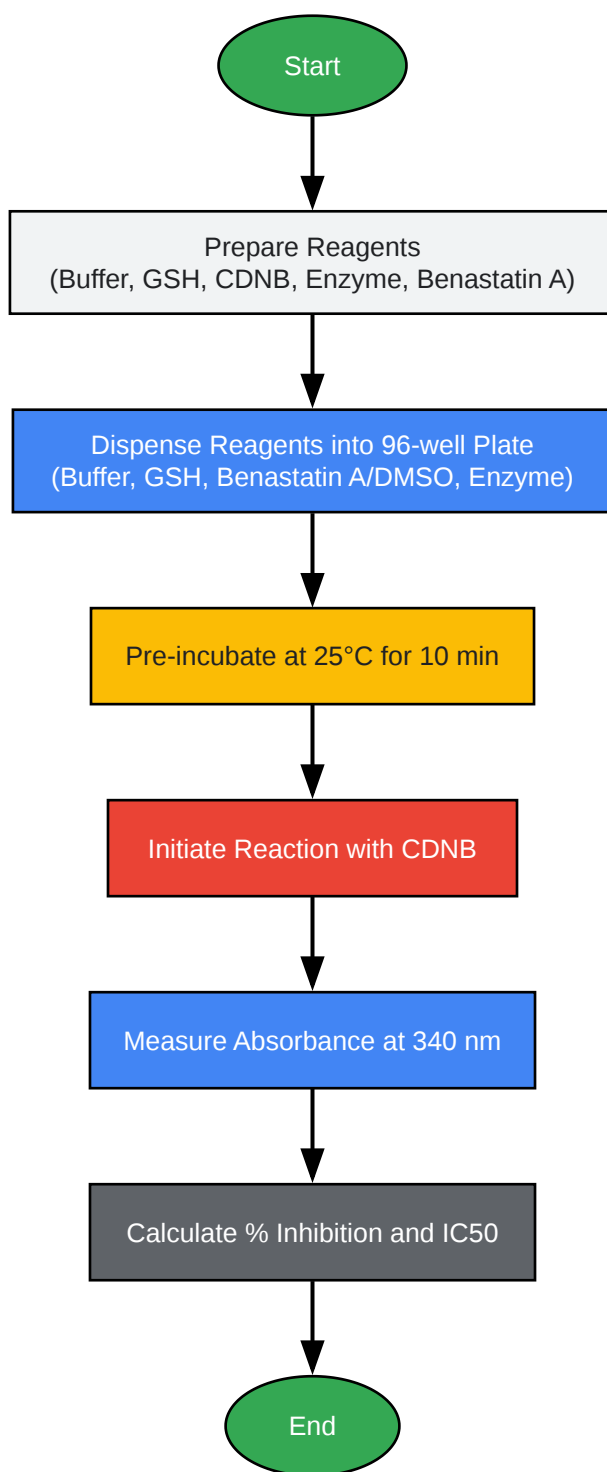 Start
Prepare Reagents
(Buffer, GSH, CDNB, Enzyme, Benastatin A)
Dispense Reagents into 96-well Plate
(Buffer, GSH, Benastatin A/DMSO, Enzyme)
Pre-incubate at 25°C for 10 min
Initiate Reaction with CDNB
Measure Absorbance at 340 nm
Calculate % Inhibition and IC50
End